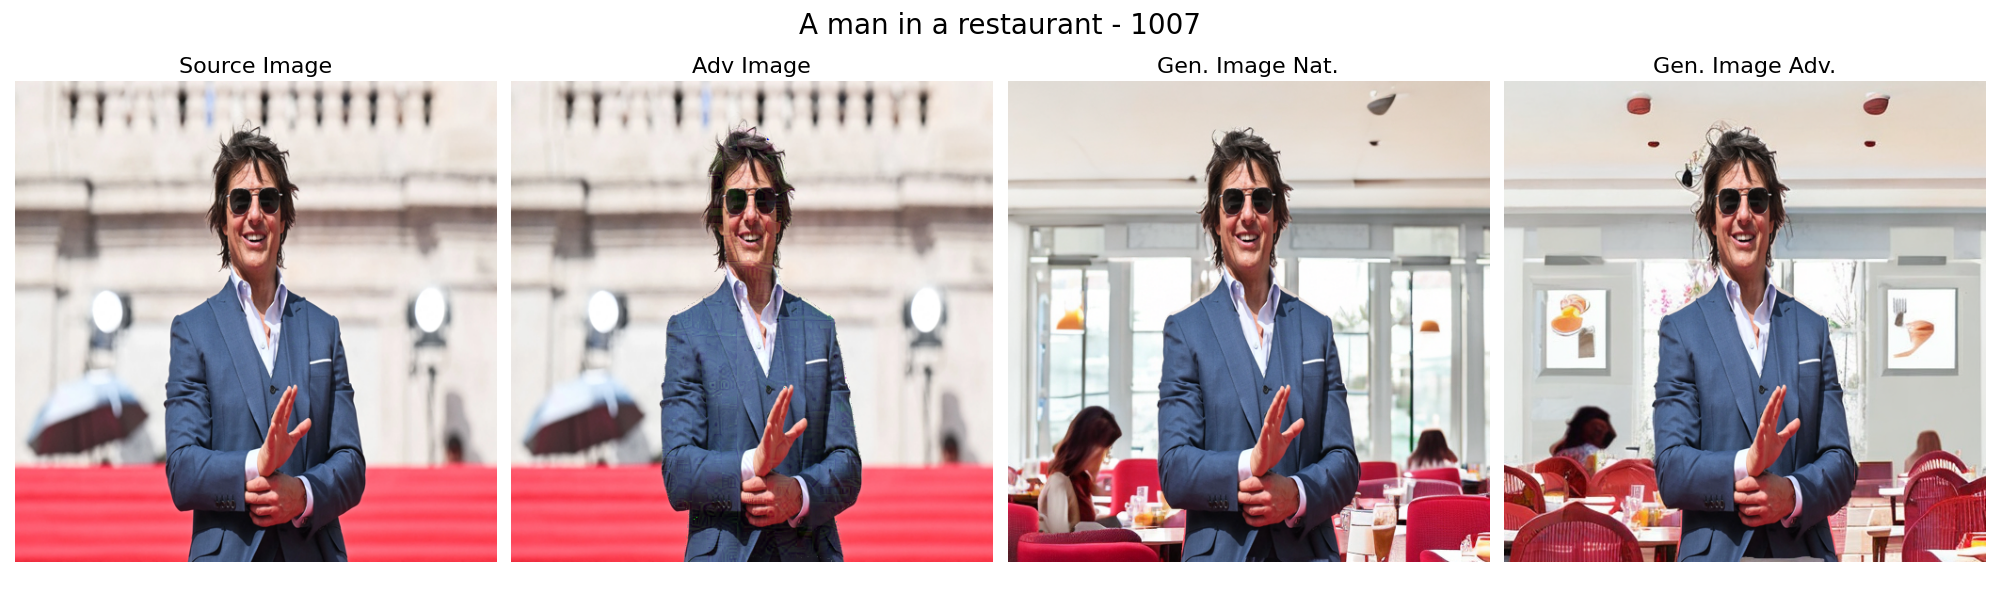 A man in a restaurant - 1007
Source Image
Adv Image
Gen. Image Nat.
Gen. Image Adv.